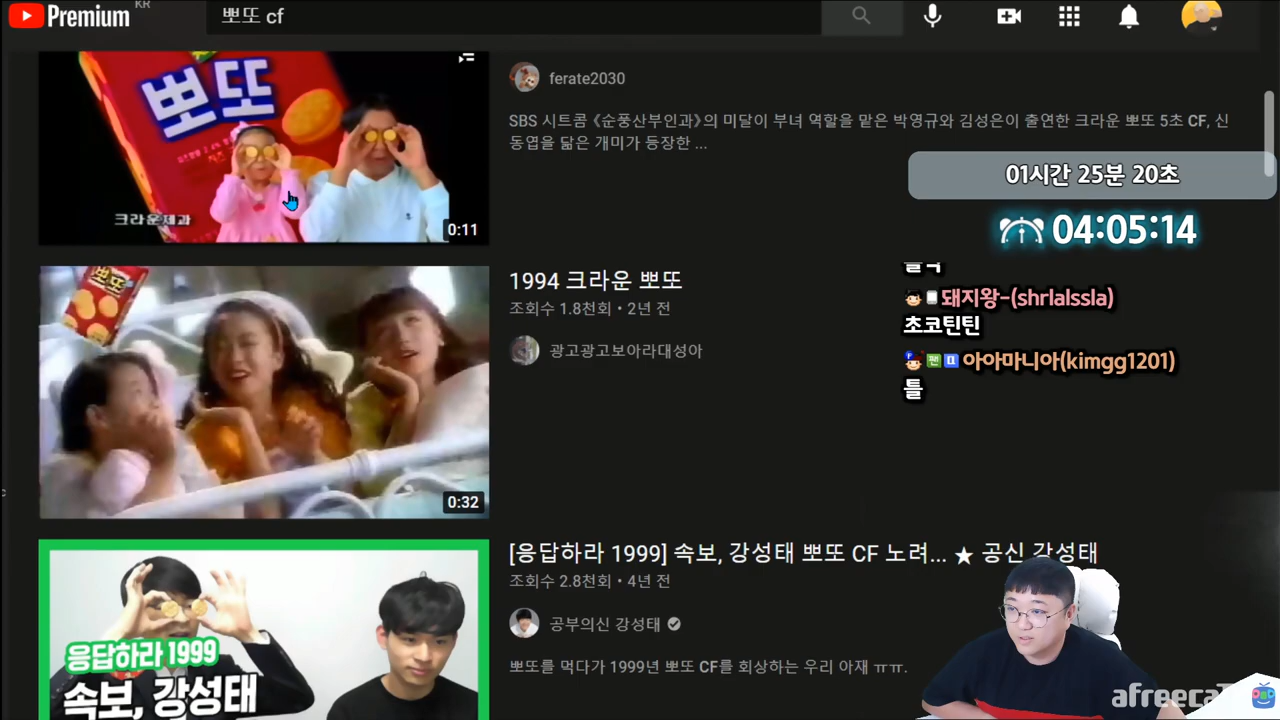 Premium KR
뽀또 cf
뽀또
크라운제과
0:11
ferate2030
SBS 시트콤 《순풍산부인과》의 미달이 부녀 역할을 맡은 박영규와 김성은이 출연한 크라운 뽀또 5초 CF, 신
동엽을 닮은 개미가 등장한 ...
01시간 25분 20초
04:05:14
ㄹㄱ
돼지왕-(shrlalssla)
초코틴틴
아아마니아(kimgg1201)
틀
뽀또
0:32
1994 크라운 뽀또
조회수 1.8천회 • 2년 전
광고광고보아라대성아
응답하라 1999
속보, 강성태
[응답하라 1999] 속보, 강성태 뽀또 CF 노려... ★ 공신 강성태
조회수 2.8천회 • 4년 전
공부의신 강성태
뽀또를 먹다가 1999년 뽀또 CF를 회상하는 우리 아재 ㅠㅠ.